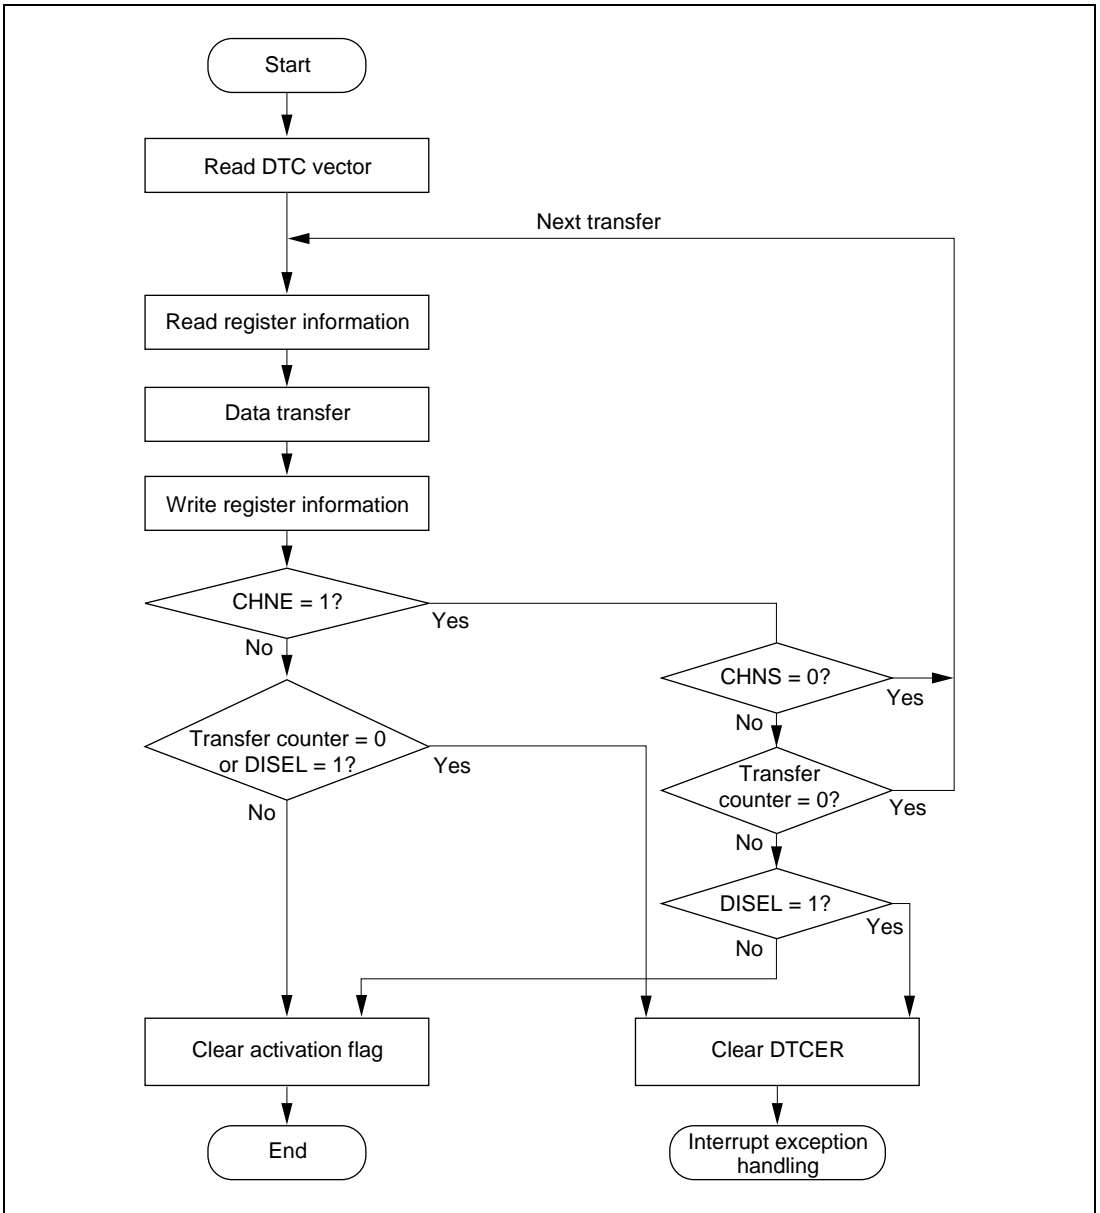 Start
Read DTC vector
Next transfer
Read register information
Data transfer
Write register information
CHNE = 1?
Yes
No
CHNS = 0?
Yes
No
Transfer counter = 0
or DISEL = 1?
Yes
No
Transfer
counter = 0?
Yes
No
DISEL = 1?
Yes
No
Clear activation flag
Clear DTCER
End
Interrupt exception
handling